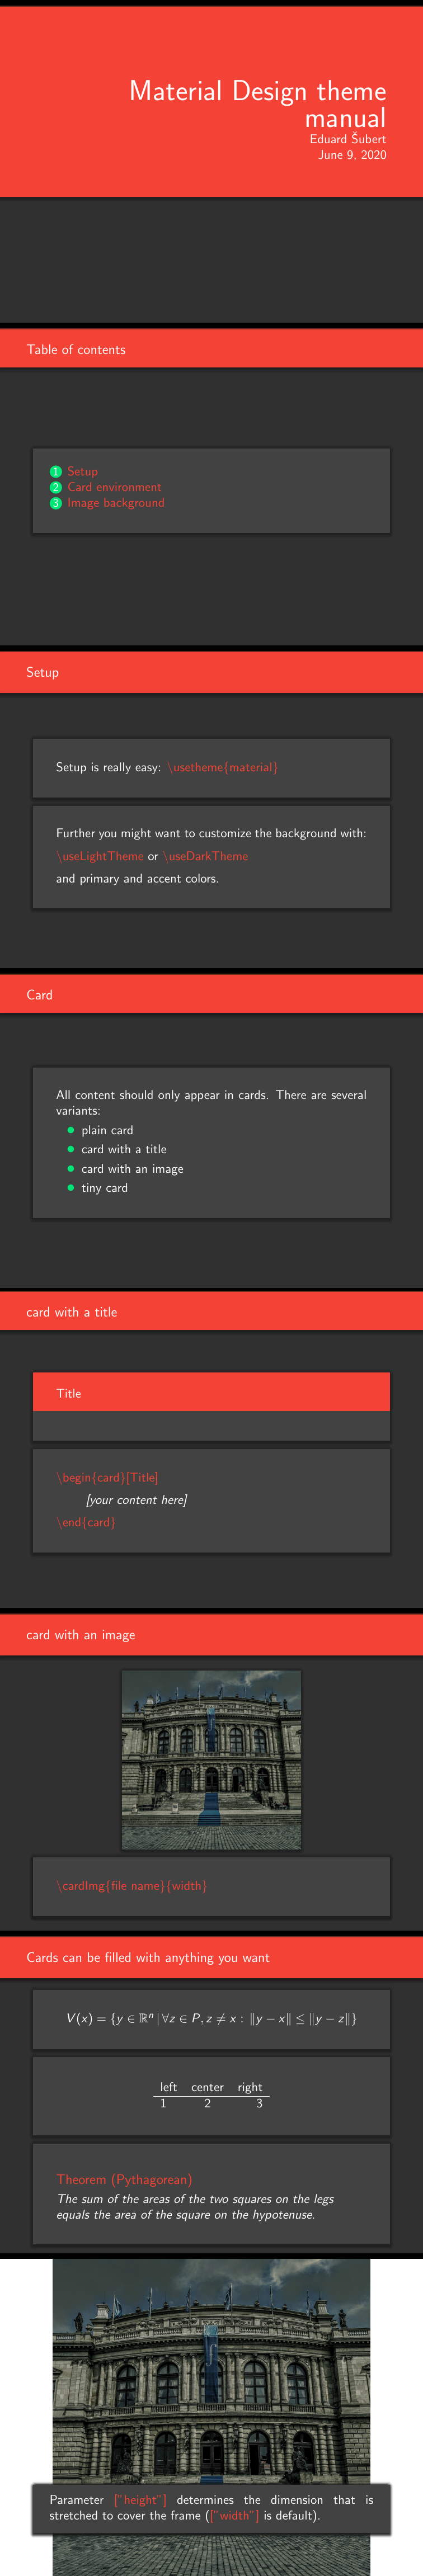 Material Design theme
manual
Eduard Šubert
June 9, 2020
Table of contents
1 Setup
2 Card environment
3 Image background
Setup
Setup is really easy: \usetheme{material}
Further you might want to customize the background with:
\useLightTheme or \useDarkTheme
and primary and accent colors.
Card
All content should only appear in cards. There are several
variants:
plain card
card with a title
card with an image
tiny card
card with a title
Title
\begin{card}[Title]
[your content here]
\end{card}
card with an image
\cardImg{file name}{width}
Cards can be filled with anything you want
V(x) = {y ∈ ℝⁿ | ∀z ∈ P, z ≠ x : ‖y − x‖ ≤ ‖y − z‖}
left center right
1 2 3
Theorem (Pythagorean)
The sum of the areas of the two squares on the legs
equals the area of the square on the hypotenuse.
Parameter ["height"] determines the dimension that is
stretched to cover the frame (["width"] is default).